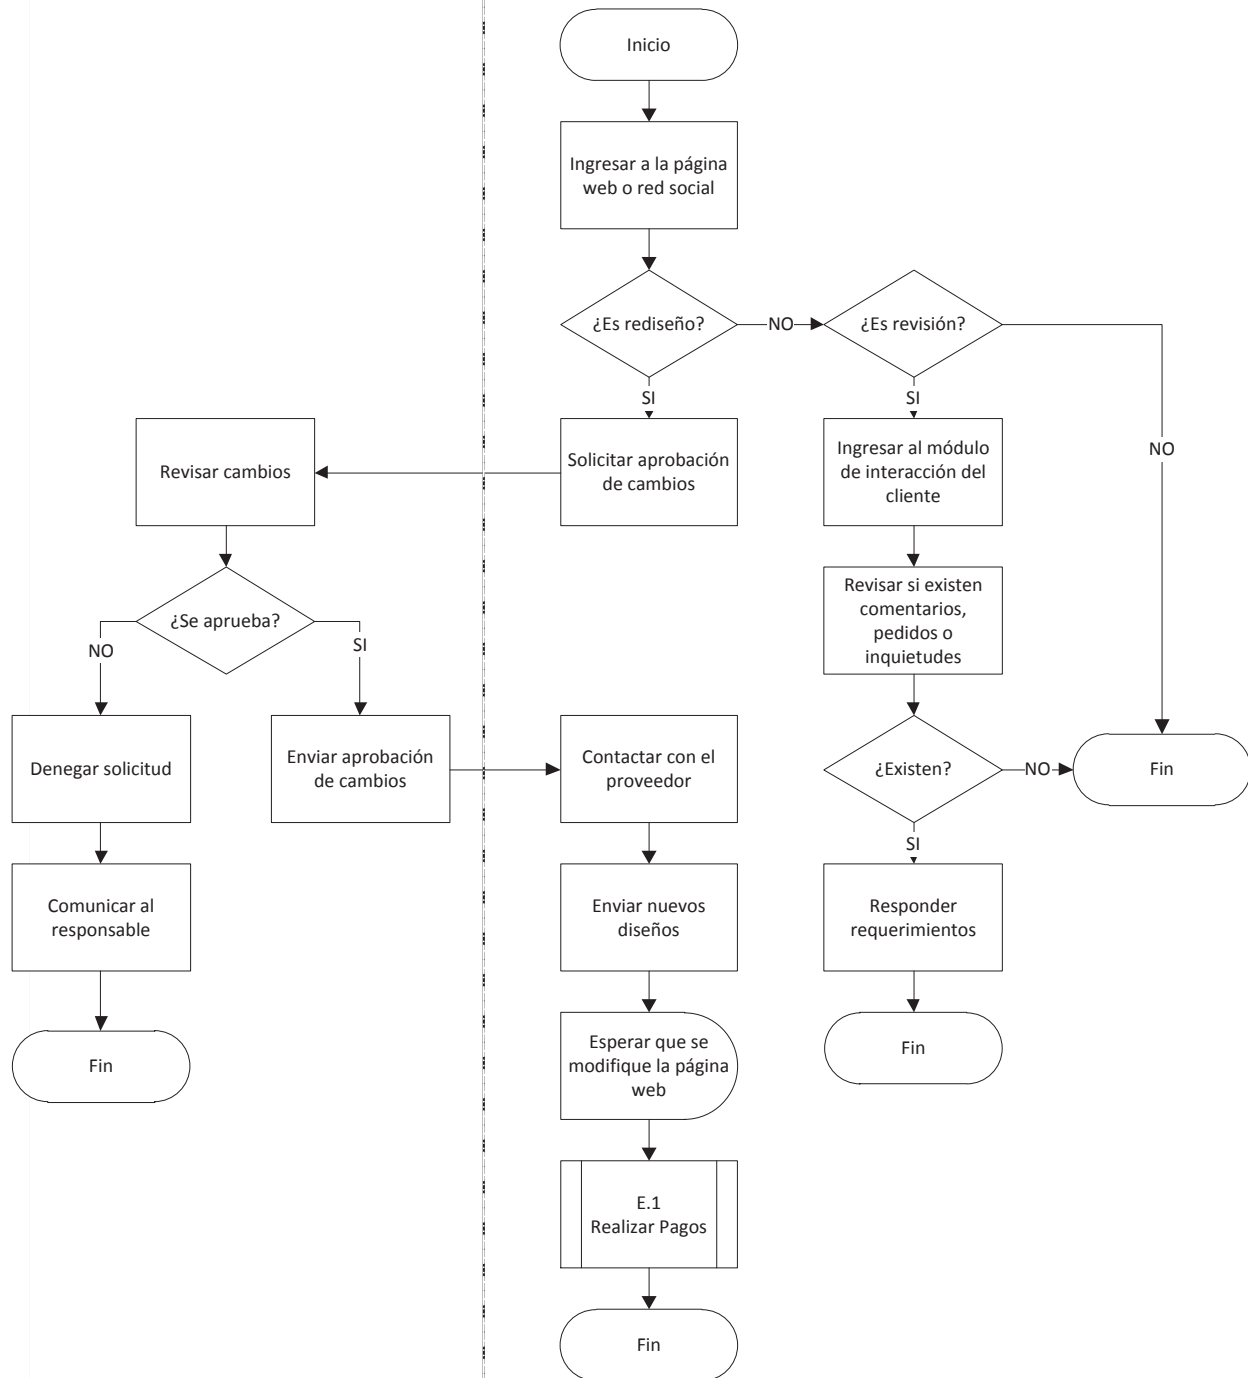 Inicio
Ingresar a la página
web o red social
¿Es rediseño?
NO
¿Es revisión?
SI
SI
NO
Revisar cambios
Solicitar aprobación
de cambios
Ingresar al módulo
de interacción del
cliente
¿Se aprueba?
NO
SI
Revisar si existen
comentarios,
pedidos o
inquietudes
Denegar solicitud
Enviar aprobación
de cambios
Contactar con el
proveedor
¿Existen?
NO
Fin
SI
Comunicar al
responsable
Enviar nuevos
diseños
Responder
requerimientos
Fin
Esperar que se
modifique la página
web
Fin
E.1
Realizar Pagos
Fin